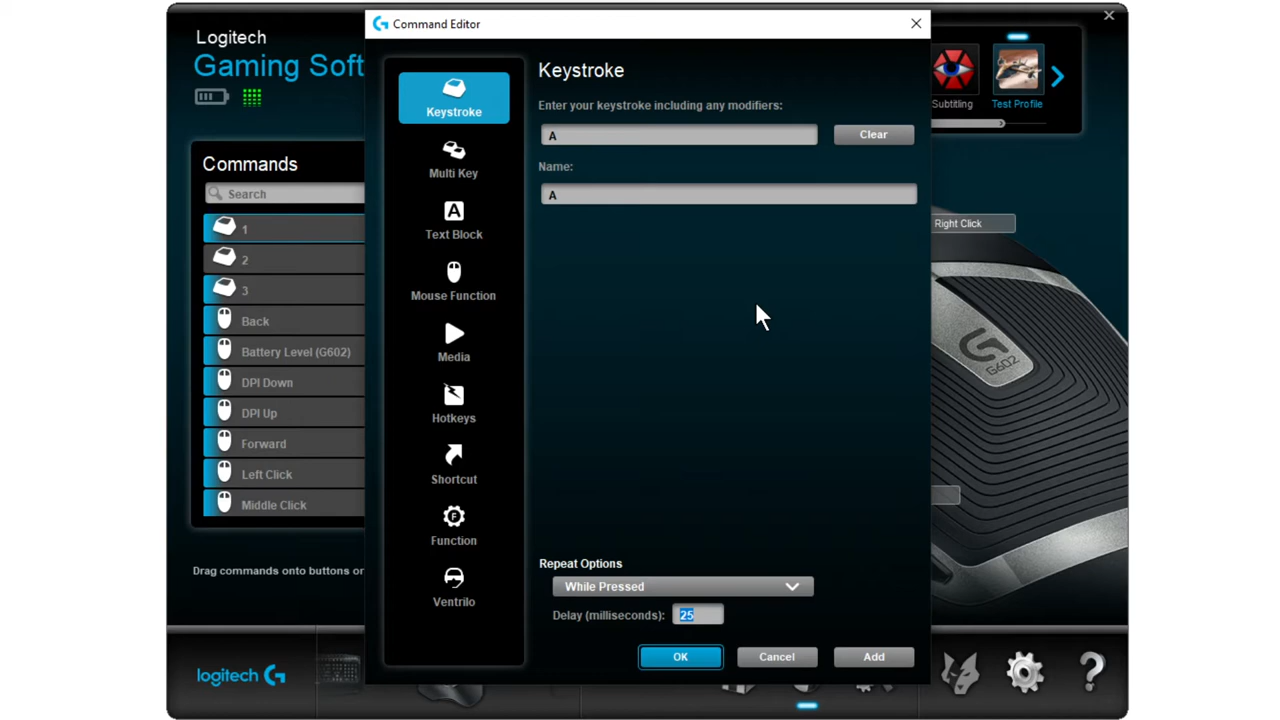 Command Editor
Logitech
Gaming Soft
Commands
Search
1
2
3
Back
Battery Level (G602)
DPI Down
DPI Up
Forward
Left Click
Middle Click
Drag commands onto buttons or
logitech G
Keystroke
Multi Key
A
Text Block
Mouse Function
Media
Hotkeys
Shortcut
F
Function
Ventrilo
Keystroke
Enter your keystroke including any modifiers:
A
Clear
Name:
A
Repeat Options
While Pressed
Delay (milliseconds):
25
OK
Cancel
Add
Subtitling
Test Profile
Right Click
G602
?